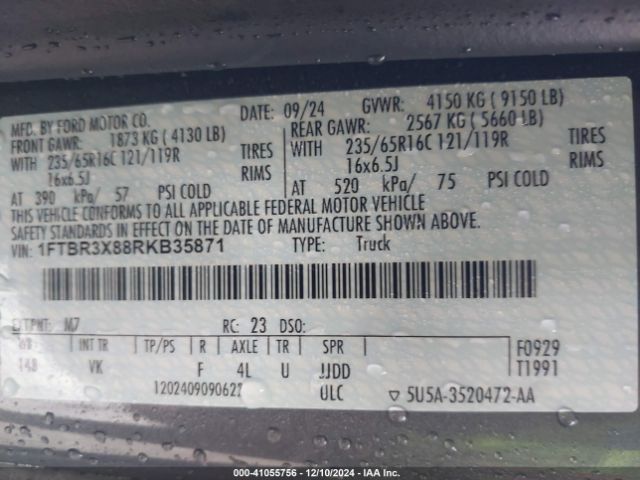 MFD. BY FORD MOTOR CO. DATE: 09/24 GVWR: 4150 KG ( 9150 LB)
FRONT GAWR: 1873 KG ( 4130 LB) REAR GAWR: 2567 KG ( 5660 LB)
WITH 235/65R16C 121/119R TIRES WITH 235/65R16C 121/119R TIRES
16x6.5J RIMS 16x6.5J RIMS
AT 390 kPa/ 57 PSI COLD AT 520 kPa/ 75 PSI COLD
THIS VEHICLE CONFORMS TO ALL APPLICABLE FEDERAL MOTOR VEHICLE
SAFETY STANDARDS IN EFFECT ON THE DATE OF MANUFACTURE SHOWN ABOVE.
VIN: 1FTBR3X88RKB35871 TYPE: Truck
EXT PNT: M7 RC: 23 DSO:
WB INT TR TP/PS R AXLE TR SPR F0929
148 VK F 4L U JJDD T1991
ULC 5U5A-3520472-AA
000-41055756 | 12/10/2024 - IAA Inc.